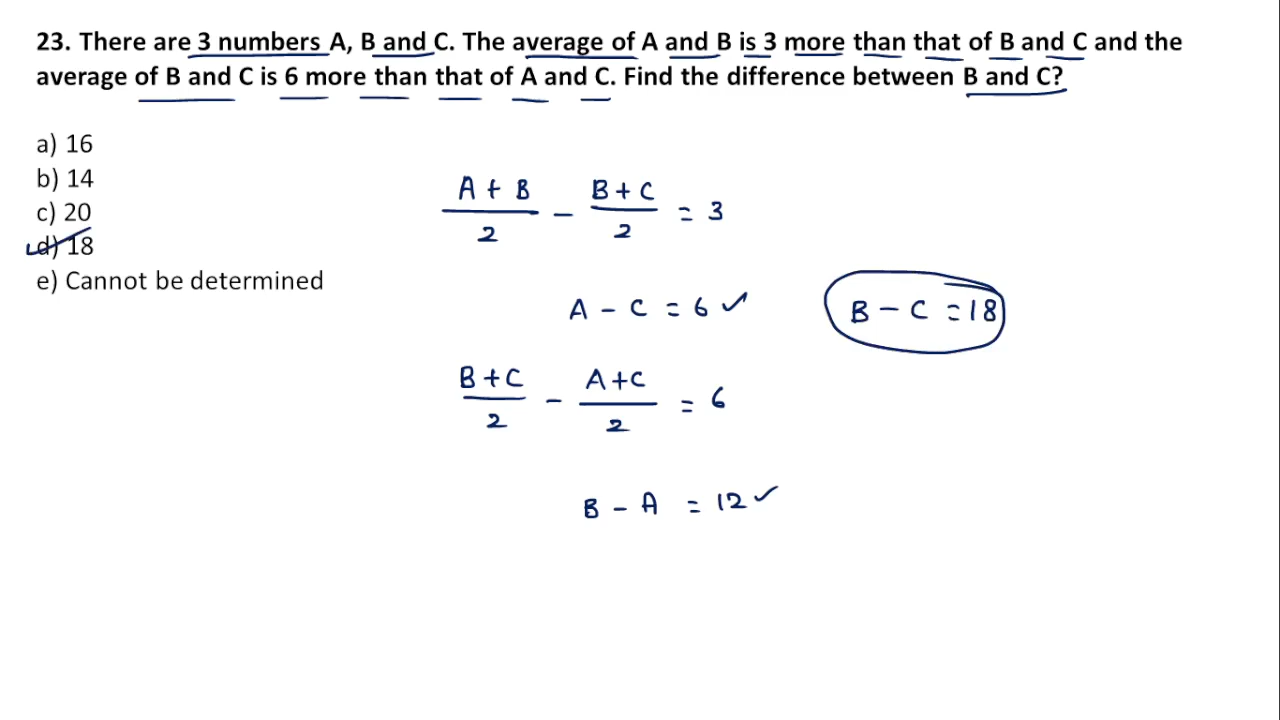 23. There are 3 numbers A, B and C. The average of A and B is 3 more than that of B and C and the
average of B and C is 6 more than that of A and C. Find the difference between B and C?
a) 16
b) 14
c) 20
d) 18
e) Cannot be determined
A + B / 2 - B + C / 2 = 3
A - C = 6 ✓
B - C = 18
B + C / 2 - A + C / 2 = 6
B - A = 12 ✓